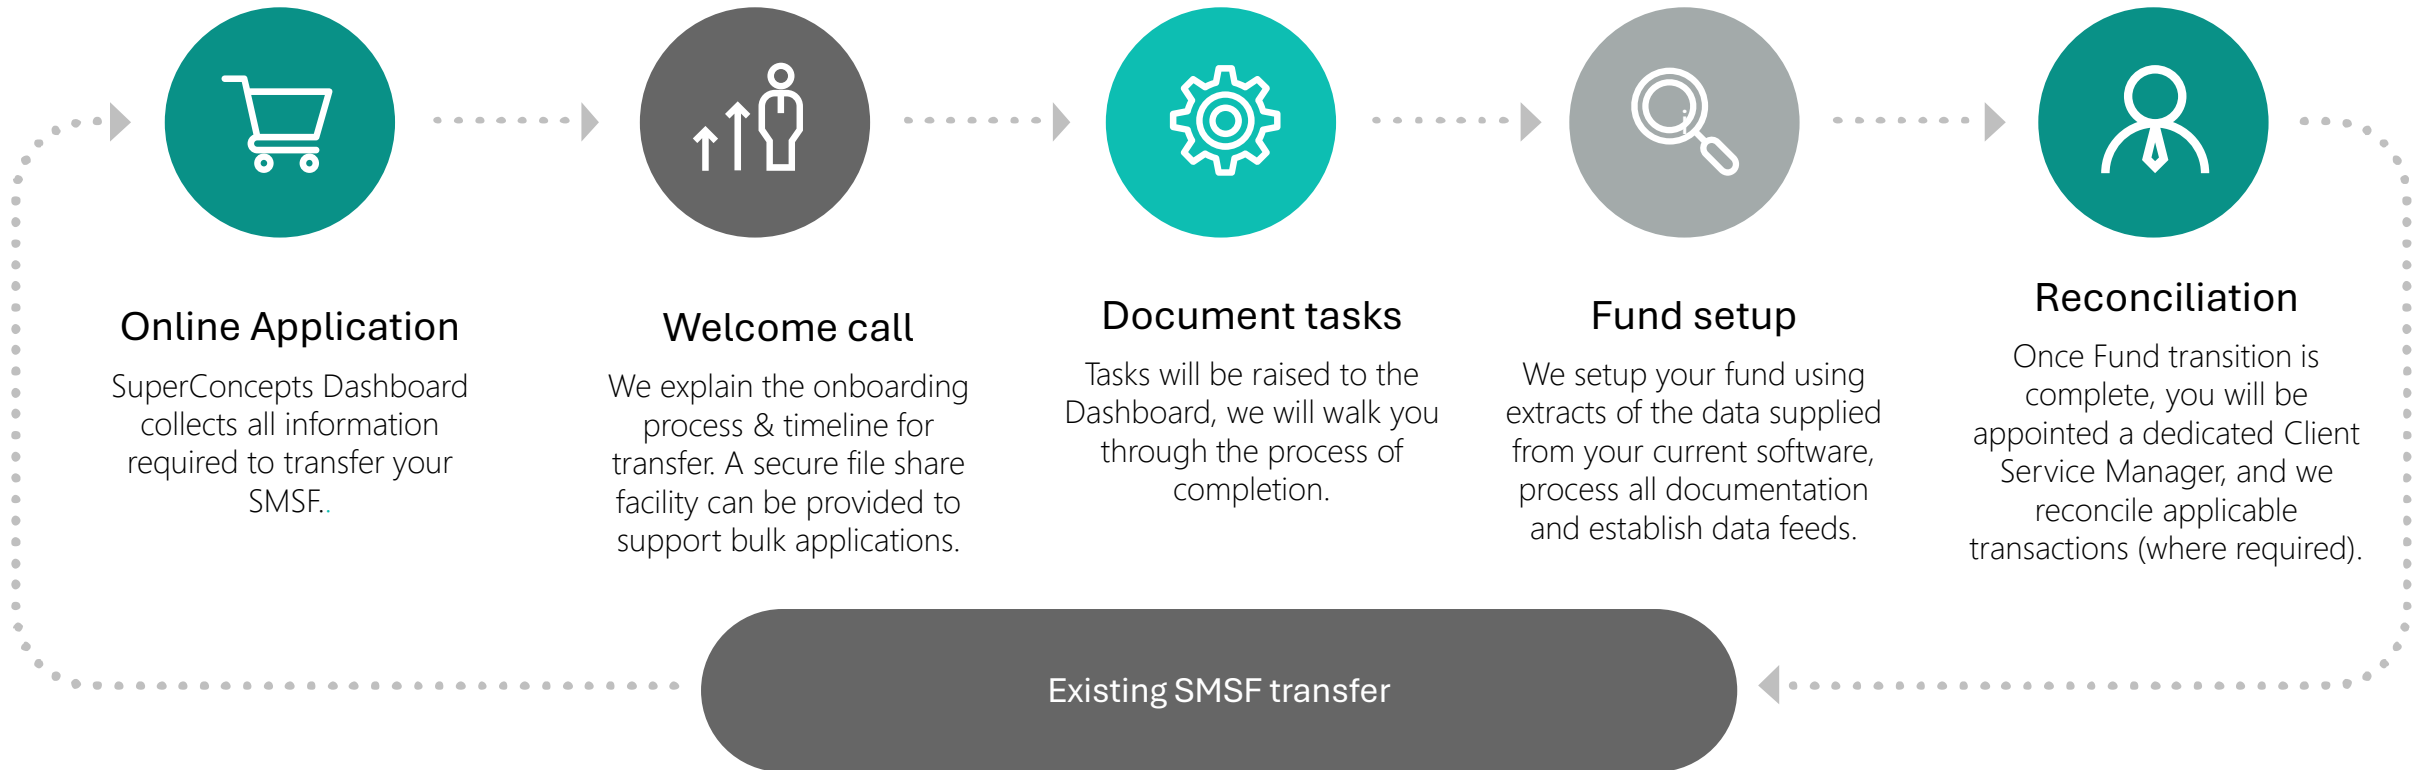 Online Application
SuperConcepts Dashboard
collects all information
required to transfer your
SMSF..
Welcome call
We explain the onboarding
process & timeline for
transfer. A secure file share
facility can be provided to
support bulk applications.
Document tasks
Tasks will be raised to the
Dashboard, we will walk you
through the process of
completion.
Fund setup
We setup your fund using
extracts of the data supplied
from your current software,
process all documentation
and establish data feeds.
Reconciliation
Once Fund transition is
complete, you will be
appointed a dedicated Client
Service Manager, and we
reconcile applicable
transactions (where required).
Existing SMSF transfer